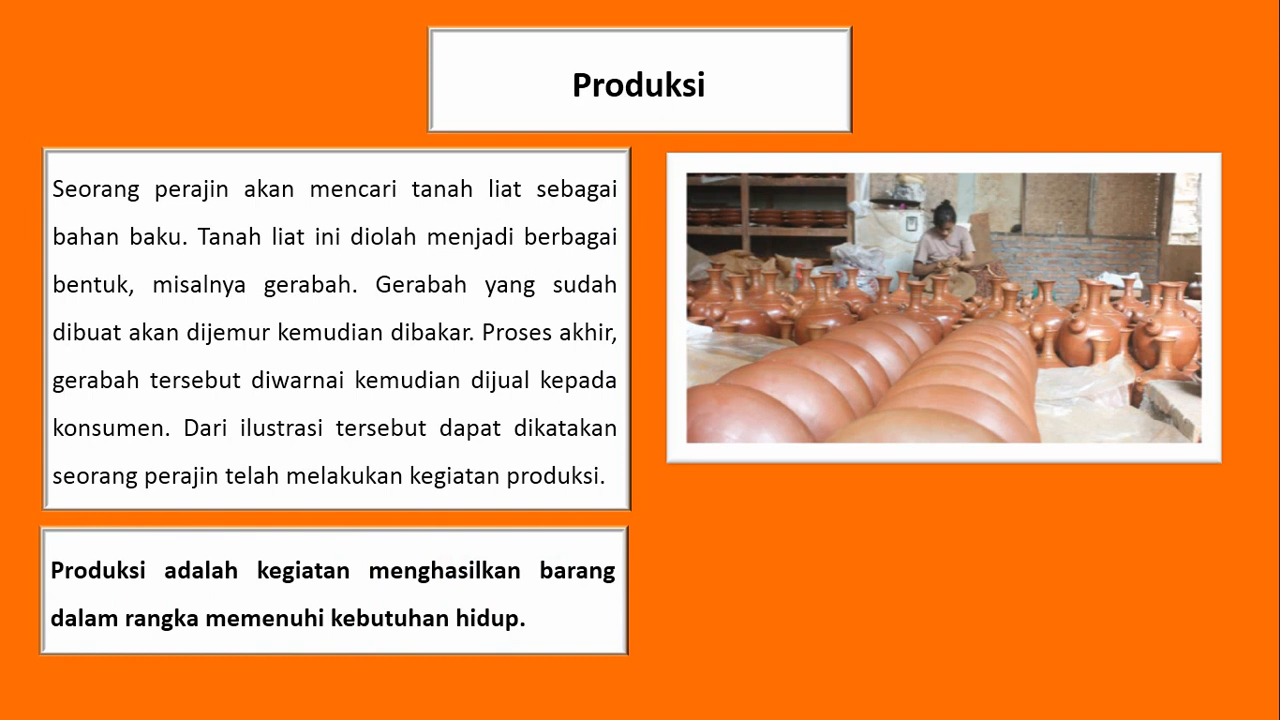 Produksi
Seorang perajin akan mencari tanah liat sebagai
bahan baku. Tanah liat ini diolah menjadi berbagai
bentuk, misalnya gerabah. Gerabah yang sudah
dibuat akan dijemur kemudian dibakar. Proses akhir,
gerabah tersebut diwarnai kemudian dijual kepada
konsumen. Dari ilustrasi tersebut dapat dikatakan
seorang perajin telah melakukan kegiatan produksi.
Produksi adalah kegiatan menghasilkan barang
dalam rangka memenuhi kebutuhan hidup.